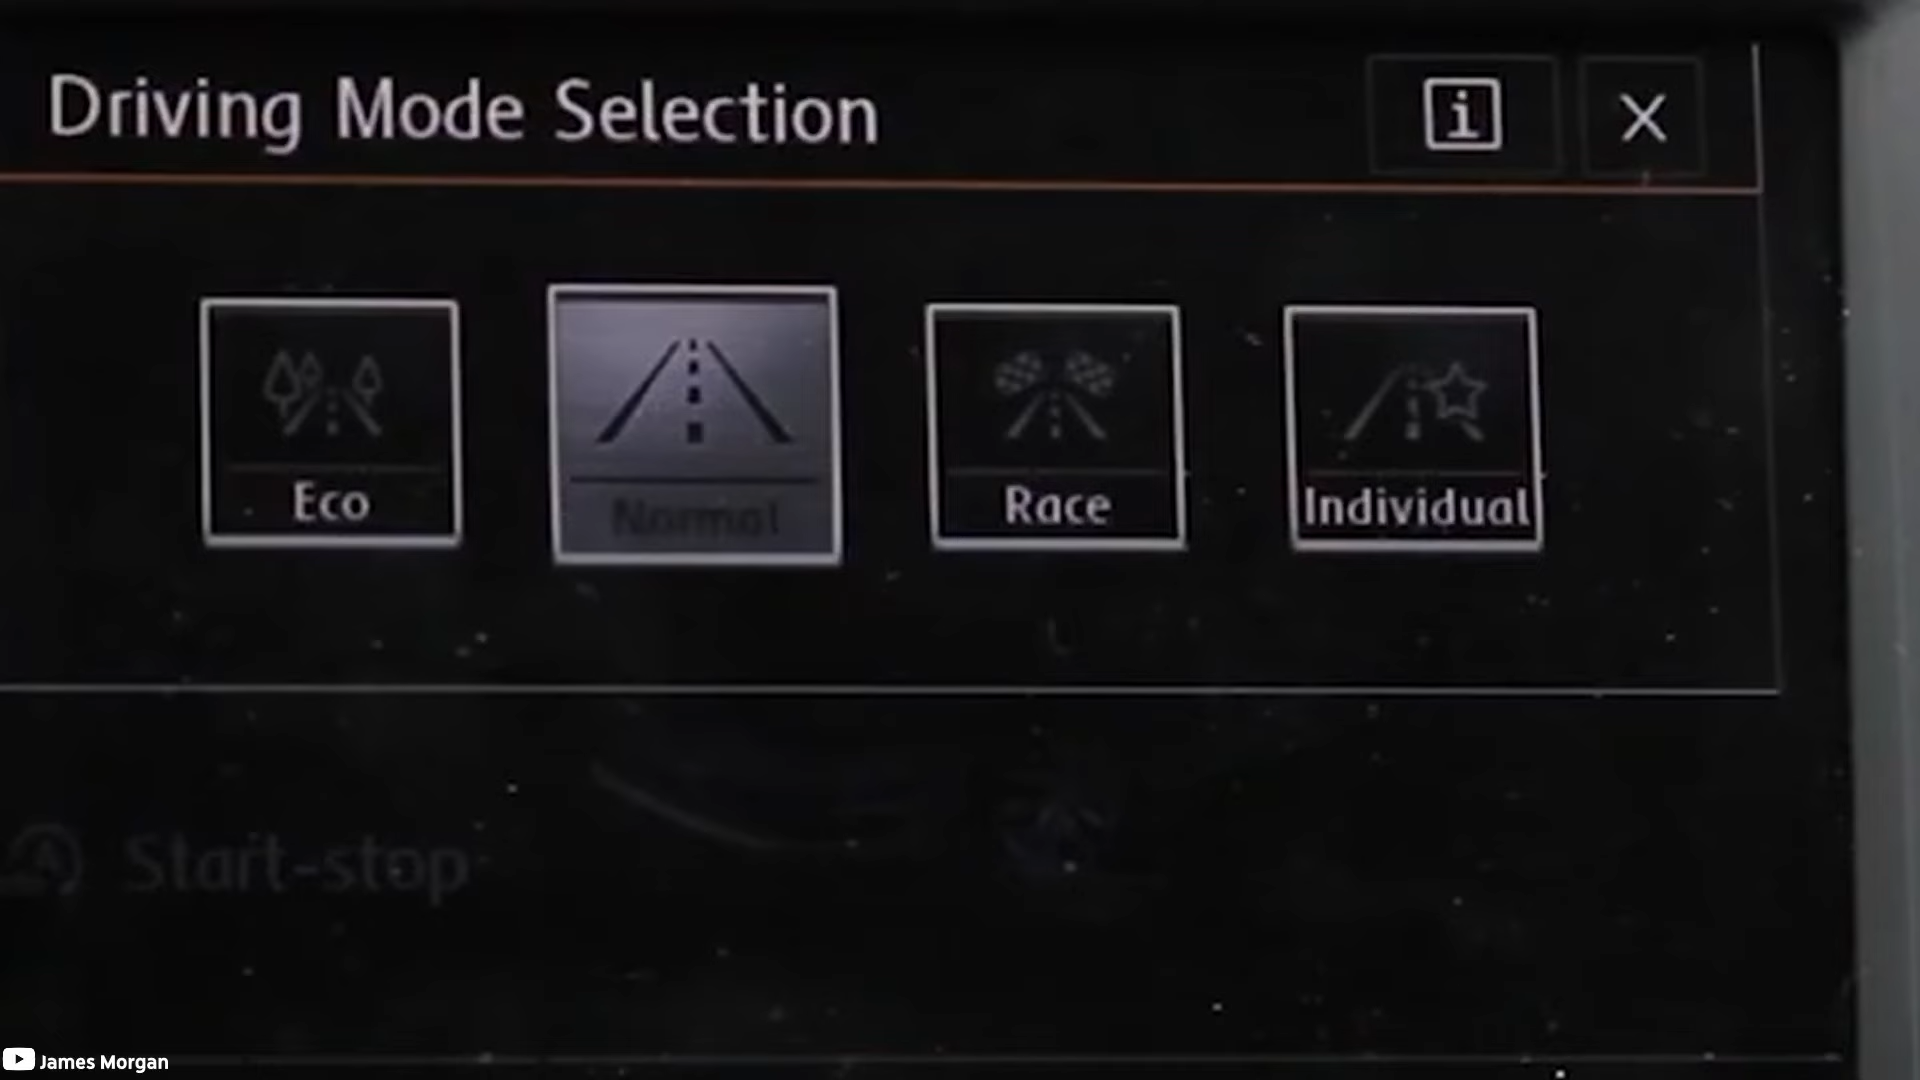 Driving Mode Selection i X
Eco Normal Race Individual
Start-stop
James Morgan